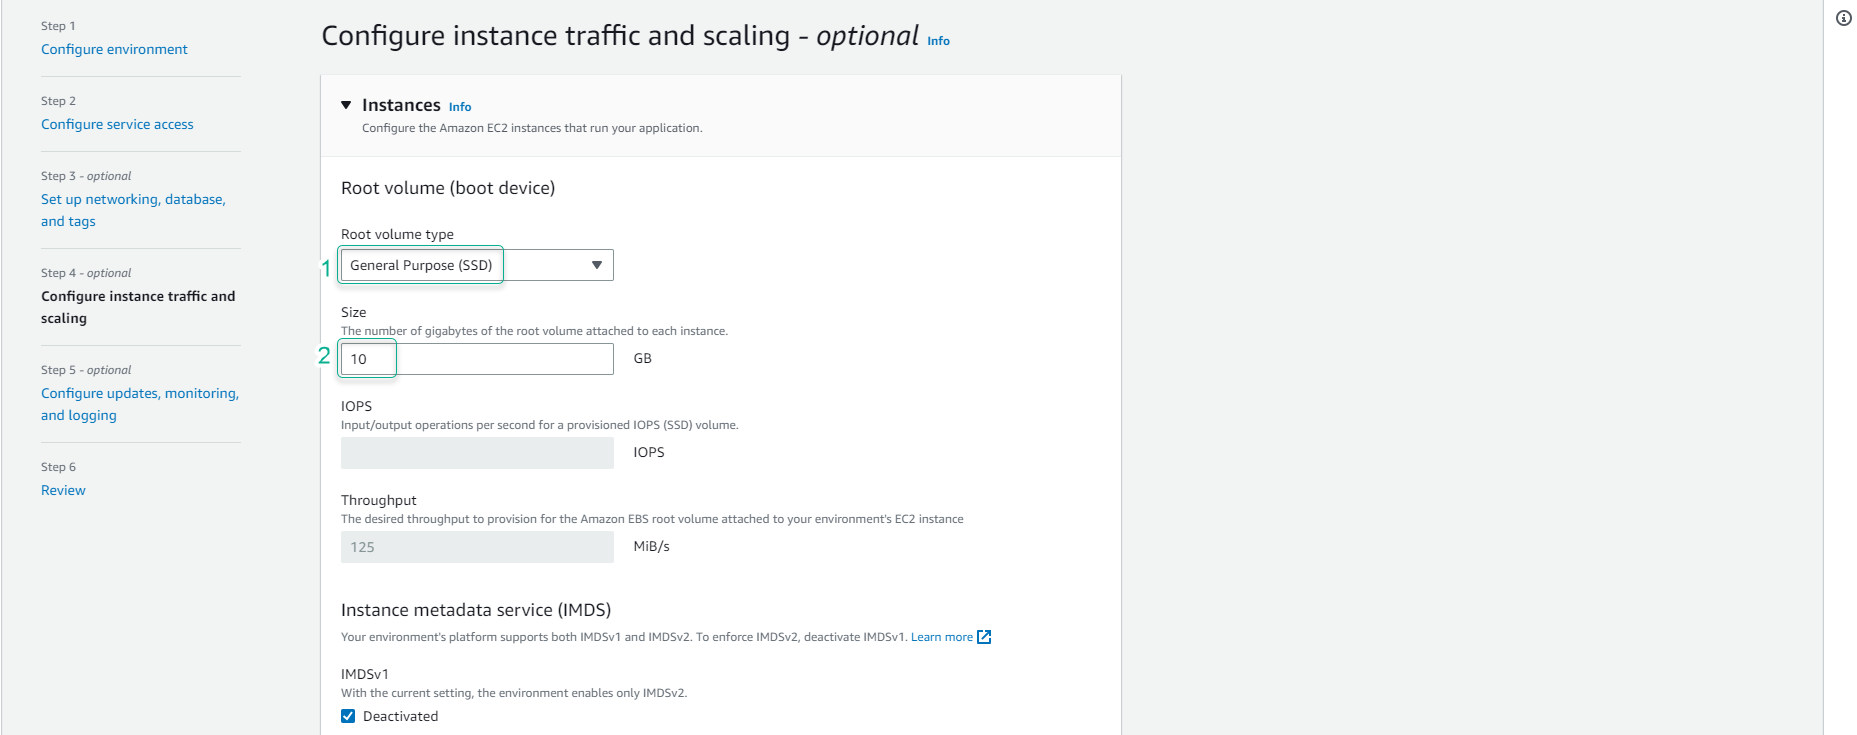 Step 1
Configure environment
Step 2
Configure service access
Step 3 - optional
Set up networking, database,
and tags
Step 4 - optional
Configure instance traffic and
scaling
Step 5 - optional
Configure updates, monitoring,
and logging
Step 6
Review
Configure instance traffic and scaling - optional Info
Instances Info
Configure the Amazon EC2 instances that run your application.
Root volume (boot device)
Root volume type
1 General Purpose (SSD)
Size
The number of gigabytes of the root volume attached to each instance.
2 10 GB
IOPS
Input/output operations per second for a provisioned IOPS (SSD) volume.
IOPS
Throughput
The desired throughput to provision for the Amazon EBS root volume attached to your environment's EC2 instance
125 MiB/s
Instance metadata service (IMDS)
Your environment's platform supports both IMDSv1 and IMDSv2. To enforce IMDSv2, deactivate IMDSv1. Learn more
IMDSv1
With the current setting, the environment enables only IMDSv2.
Deactivated